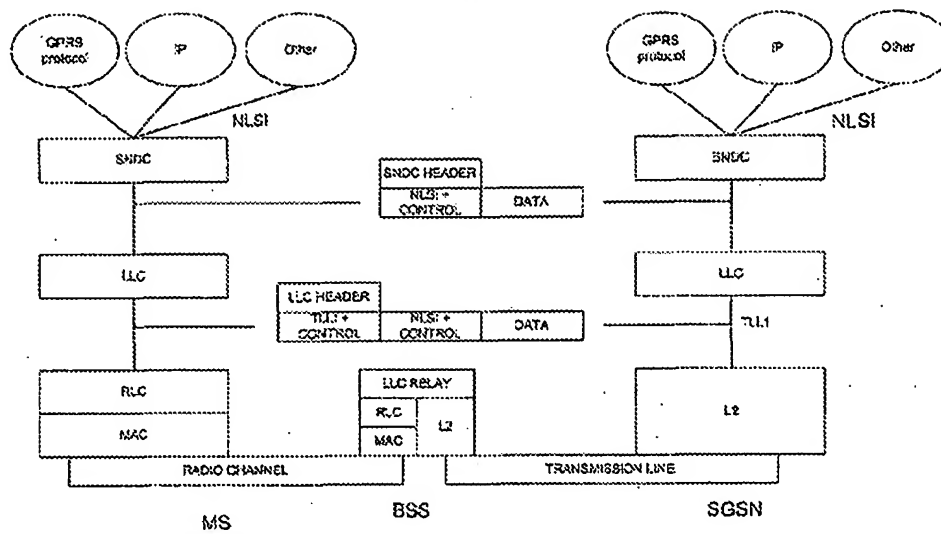 GPRS protocol
IP
Other
GPRS protocol
IP
Other
NLSI
NLSI
SNDC
SNDC
SNDC HEADER
NLSI + CONTROL
DATA
LLC
LLC
LLC HEADER
TLLI + CONTROL
NLSI + CONTROL
DATA
TLL1
RLC
MAC
LLC RELAY
RLC
MAC
L2
L2
RADIO CHANNEL
TRANSMISSION LINE
MS
BSS
SGSN